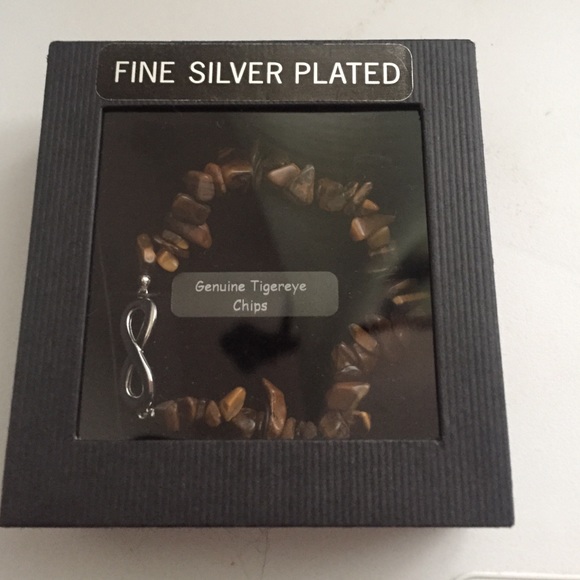 FINE SILVER PLATED
Genuine Tigereye
Chips